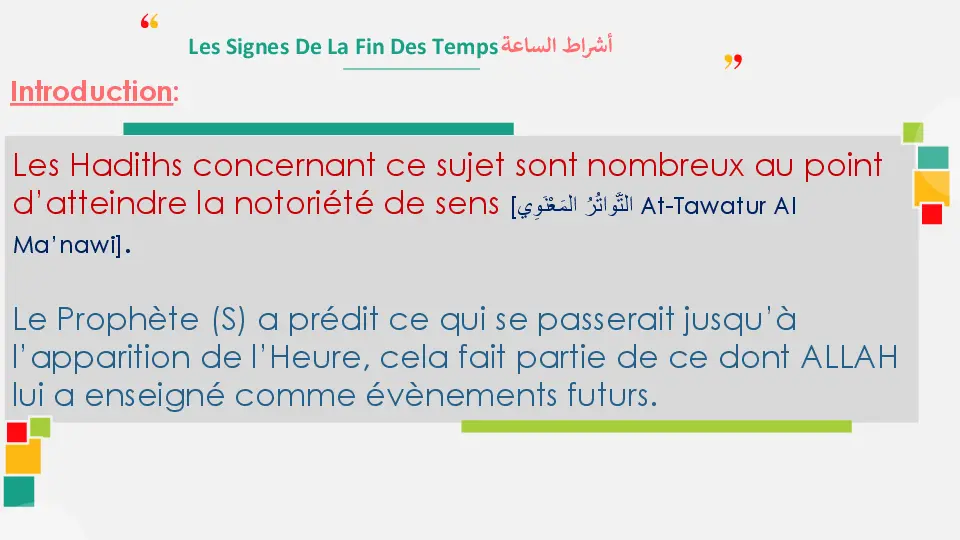 “
Les Signes De La Fin Des Temps أشراط الساعة
”
Introduction:
Les Hadiths concernant ce sujet sont nombreux au point
d’atteindre la notoriété de sens [التَّواتُرُ المَعْنَوِي At-Tawatur Al
Ma’nawi].
Le Prophète (S) a prédit ce qui se passerait jusqu’à
l’apparition de l’Heure, cela fait partie de ce dont ALLAH
lui a enseigné comme évènements futurs.